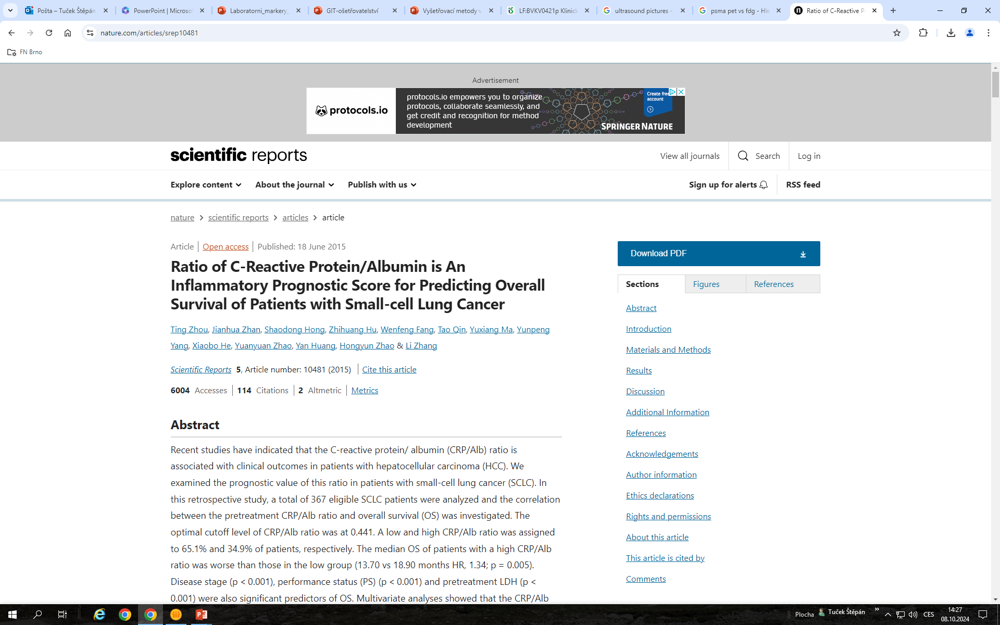 Pošta – Tuček Štěpán
PowerPoint | Microso
Laboratorni_markery_
GIT-ošetřovatelství
Vyšetřovací metody v
LF:BVKV0421p Klinick
ultrasound pictures -
psma pet vs fdg - Hle
Ratio of C-Reactive P
nature.com/articles/srep10481
FN Brno
Advertisement
protocols.io
protocols.io empowers you to organize
protocols, collaborate seamlessly, and
get credit and recognition for method
development
Create free
account
SPRINGER NATURE
scientific reports
View all journals
Search
Log in
Explore content
About the journal
Publish with us
Sign up for alerts
RSS feed
nature > scientific reports > articles > article
Article | Open access | Published: 18 June 2015
Ratio of C-Reactive Protein/Albumin is An
Inflammatory Prognostic Score for Predicting Overall
Survival of Patients with Small-cell Lung Cancer
Ting Zhou, Jianhua Zhan, Shaodong Hong, Zhihuang Hu, Wenfeng Fang, Tao Qin, Yuxiang Ma, Yunpeng
Yang, Xiaobo He, Yuanyuan Zhao, Yan Huang, Hongyun Zhao & Li Zhang
Scientific Reports 5, Article number: 10481 (2015) | Cite this article
6004 Accesses | 114 Citations | 2 Altmetric | Metrics
Abstract
Recent studies have indicated that the C-reactive protein/ albumin (CRP/Alb) ratio is
associated with clinical outcomes in patients with hepatocellular carcinoma (HCC). We
examined the prognostic value of this ratio in patients with small-cell lung cancer (SCLC). In
this retrospective study, a total of 367 eligible SCLC patients were analyzed and the correlation
between the pretreatment CRP/Alb ratio and overall survival (OS) was investigated. The
optimal cutoff level of CRP/Alb ratio was at 0.441. A low and high CRP/Alb ratio was assigned
to 65.1% and 34.9% of patients, respectively. The median OS of patients with a high CRP/Alb
ratio was worse than those in the low group (13.70 vs 18.90 months HR, 1.34; p = 0.005).
Disease stage (p < 0.001), performance status (PS) (p < 0.001) and pretreatment LDH (p <
0.001) were also significant predictors of OS. Multivariate analyses showed that the CRP/Alb
Download PDF
Sections
Figures
References
Abstract
Introduction
Materials and Methods
Results
Discussion
Additional Information
References
Acknowledgements
Author information
Ethics declarations
Rights and permissions
About this article
This article is cited by
Comments
Plocha
Tuček Štěpán
CES
14:27
08.10.2024